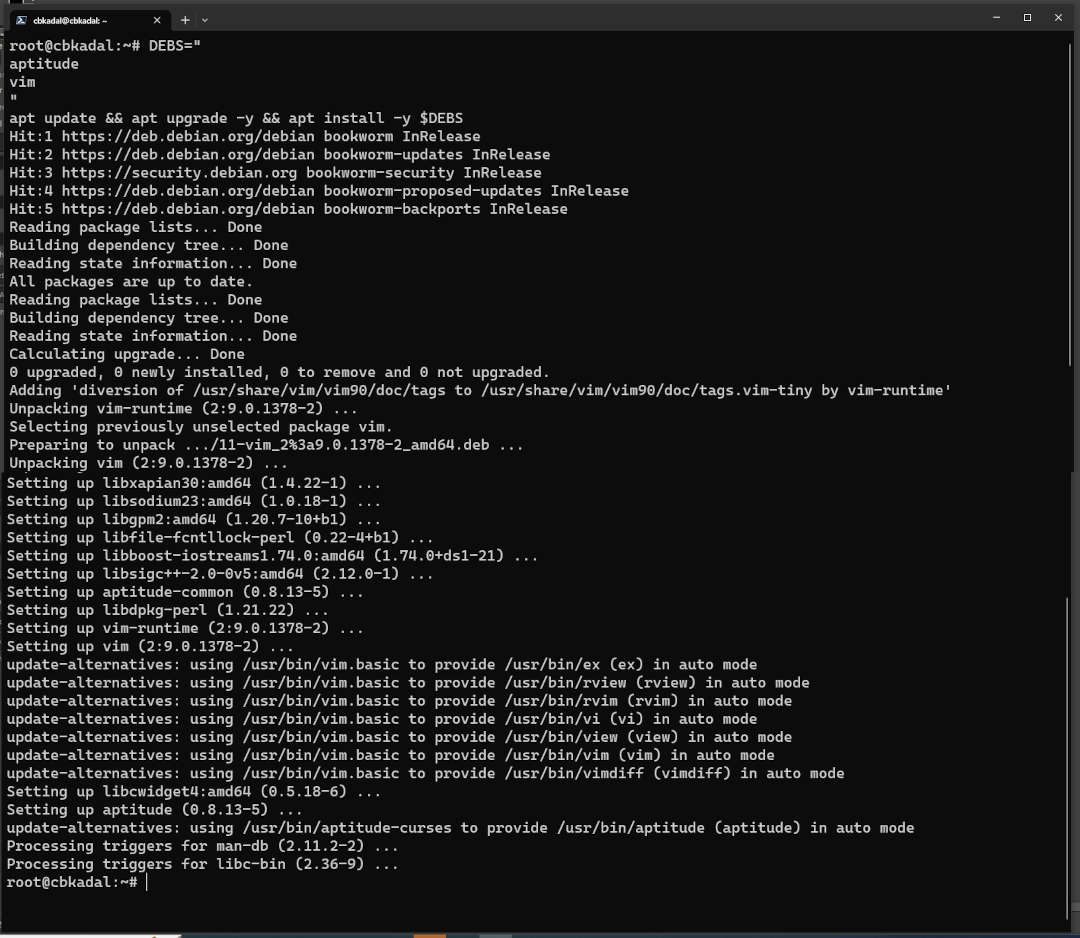 cbkadal@cbkadal: ~
root@cbkadal:~# DEBS="
aptitude
vim
"
apt update && apt upgrade -y && apt install -y $DEBS
Hit:1 https://deb.debian.org/debian bookworm InRelease
Hit:2 https://deb.debian.org/debian bookworm-updates InRelease
Hit:3 https://security.debian.org bookworm-security InRelease
Hit:4 https://deb.debian.org/debian bookworm-proposed-updates InRelease
Hit:5 https://deb.debian.org/debian bookworm-backports InRelease
Reading package lists... Done
Building dependency tree... Done
Reading state information... Done
All packages are up to date.
Reading package lists... Done
Building dependency tree... Done
Reading state information... Done
Calculating upgrade... Done
0 upgraded, 0 newly installed, 0 to remove and 0 not upgraded.
Adding 'diversion of /usr/share/vim/vim90/doc/tags to /usr/share/vim/vim90/doc/tags.vim-tiny by vim-runtime'
Unpacking vim-runtime (2:9.0.1378-2) ...
Selecting previously unselected package vim.
Preparing to unpack .../11-vim_2%3a9.0.1378-2_amd64.deb ...
Unpacking vim (2:9.0.1378-2) ...
Setting up libxapian30:amd64 (1.4.22-1) ...
Setting up libsodium23:amd64 (1.0.18-1) ...
Setting up libgpm2:amd64 (1.20.7-10+b1) ...
Setting up libfile-fcntllock-perl (0.22-4+b1) ...
Setting up libboost-iostreams1.74.0:amd64 (1.74.0+ds1-21) ...
Setting up libsigc++-2.0-0v5:amd64 (2.12.0-1) ...
Setting up aptitude-common (0.8.13-5) ...
Setting up libdpkg-perl (1.21.22) ...
Setting up vim-runtime (2:9.0.1378-2) ...
Setting up vim (2:9.0.1378-2) ...
update-alternatives: using /usr/bin/vim.basic to provide /usr/bin/ex (ex) in auto mode
update-alternatives: using /usr/bin/vim.basic to provide /usr/bin/rview (rview) in auto mode
update-alternatives: using /usr/bin/vim.basic to provide /usr/bin/rvim (rvim) in auto mode
update-alternatives: using /usr/bin/vim.basic to provide /usr/bin/vi (vi) in auto mode
update-alternatives: using /usr/bin/vim.basic to provide /usr/bin/view (view) in auto mode
update-alternatives: using /usr/bin/vim.basic to provide /usr/bin/vim (vim) in auto mode
update-alternatives: using /usr/bin/vim.basic to provide /usr/bin/vimdiff (vimdiff) in auto mode
Setting up libcwidget4:amd64 (0.5.18-6) ...
Setting up aptitude (0.8.13-5) ...
update-alternatives: using /usr/bin/aptitude-curses to provide /usr/bin/aptitude (aptitude) in auto mode
Processing triggers for man-db (2.11.2-2) ...
Processing triggers for libc-bin (2.36-9) ...
root@cbkadal:~#